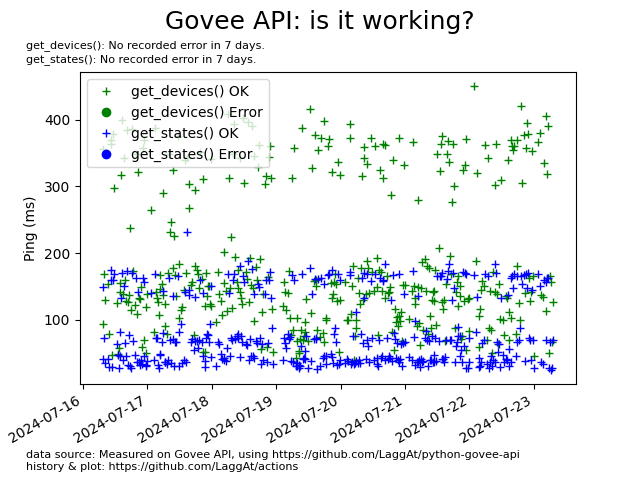 Govee API: is it working?
get_devices(): No recorded error in 7 days.
get_states(): No recorded error in 7 days.
get_devices() OK
get_devices() Error
get_states() OK
get_states() Error
Ping (ms)
400
300
200
100
2024-07-16
2024-07-17
2024-07-18
2024-07-19
2024-07-20
2024-07-21
2024-07-22
2024-07-23
data source: Measured on Govee API, using https://github.com/LaggAt/python-govee-api
history & plot: https://github.com/LaggAt/actions